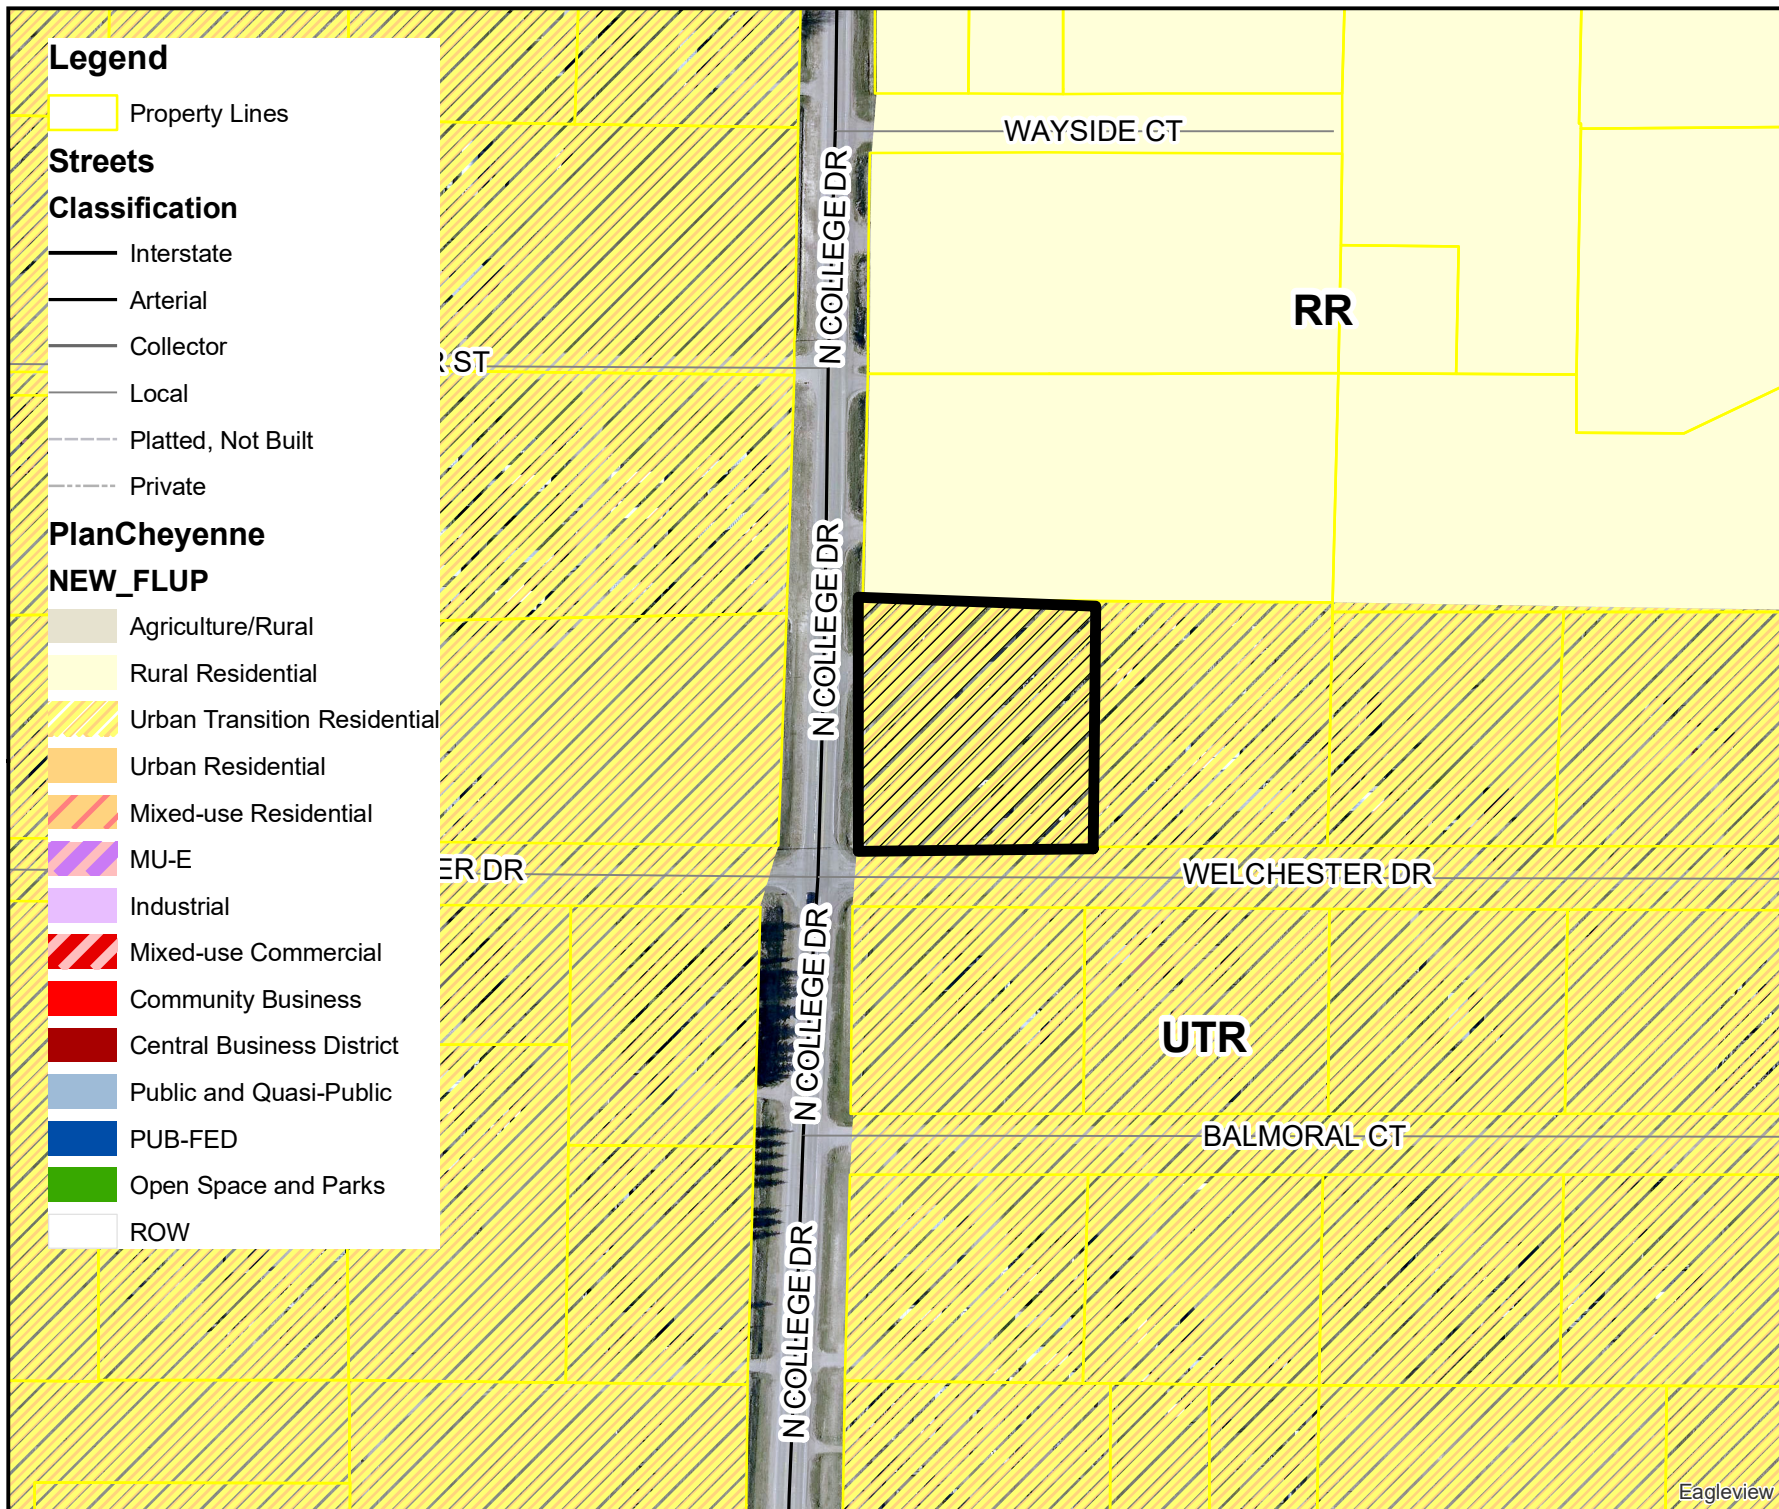 Legend
Property Lines
Streets
Classification
Interstate
Arterial
Collector
Local
Platted, Not Built
Private
PlanCheyenne
NEW_FLUP
Agriculture/Rural
Rural Residential
Urban Transition Residential
Urban Residential
Mixed-use Residential
MU-E
Industrial
Mixed-use Commercial
Community Business
Central Business District
Public and Quasi-Public
PUB-FED
Open Space and Parks
ROW
WAYSIDE CT
N COLLEGE DR
RR
ST
N COLLEGE DR
ER DR
WELCHESTER DR
N COLLEGE DR
UTR
BALMORAL CT
N COLLEGE DR
Eagleview